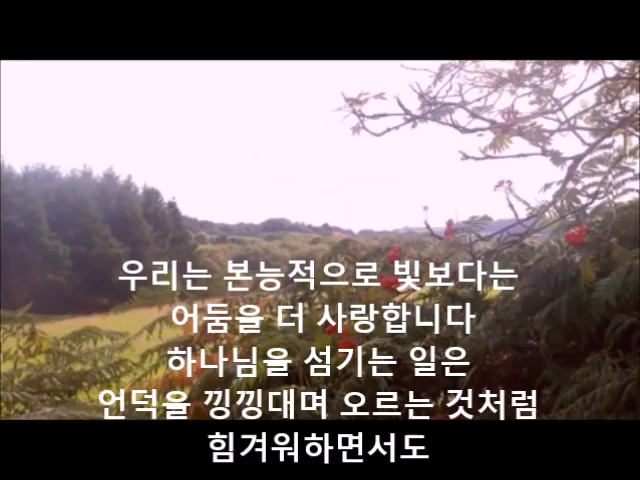 우리는 본능적으로 빛보다는
어둠을 더 사랑합니다
하나님을 섬기는 일은
언덕을 낑낑대며 오르는 것처럼
힘겨워하면서도